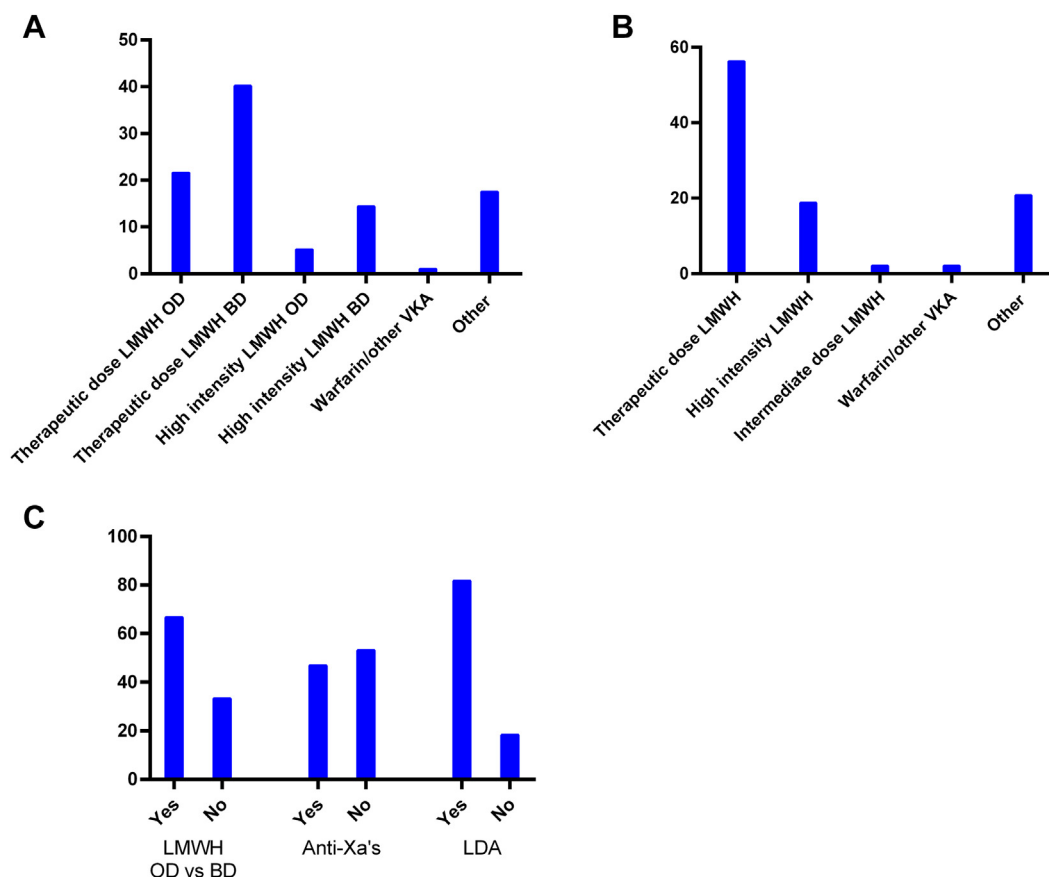 A
50
40
30
20
10
0
Therapeutic dose LMWH OD
Therapeutic dose LMWH BD
High intensity LMWH OD
High intensity LMWH BD
Warfarin/other VKA
Other
B
60
40
20
0
Therapeutic dose LMWH
High intensity LMWH
Intermediate dose LMWH
Warfarin/other VKA
Other
C
100
80
60
40
20
0
Yes
No
Yes
No
Yes
No
LMWH
OD vs BD
Anti-Xa's
LDA